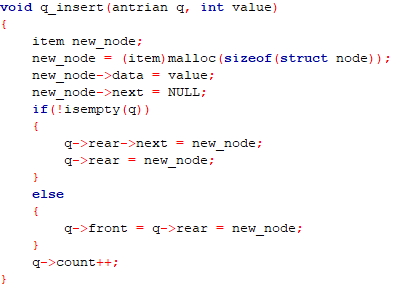 void q_insert(antrian q, int value)
{
    item new_node;
    new_node = (item)malloc(sizeof(struct node));
    new_node->data = value;
    new_node->next = NULL;
    if(!isempty(q))
    {
        q->rear->next = new_node;
        q->rear = new_node;
    }
    else
    {
        q->front = q->rear = new_node;
    }
    q->count++;
}